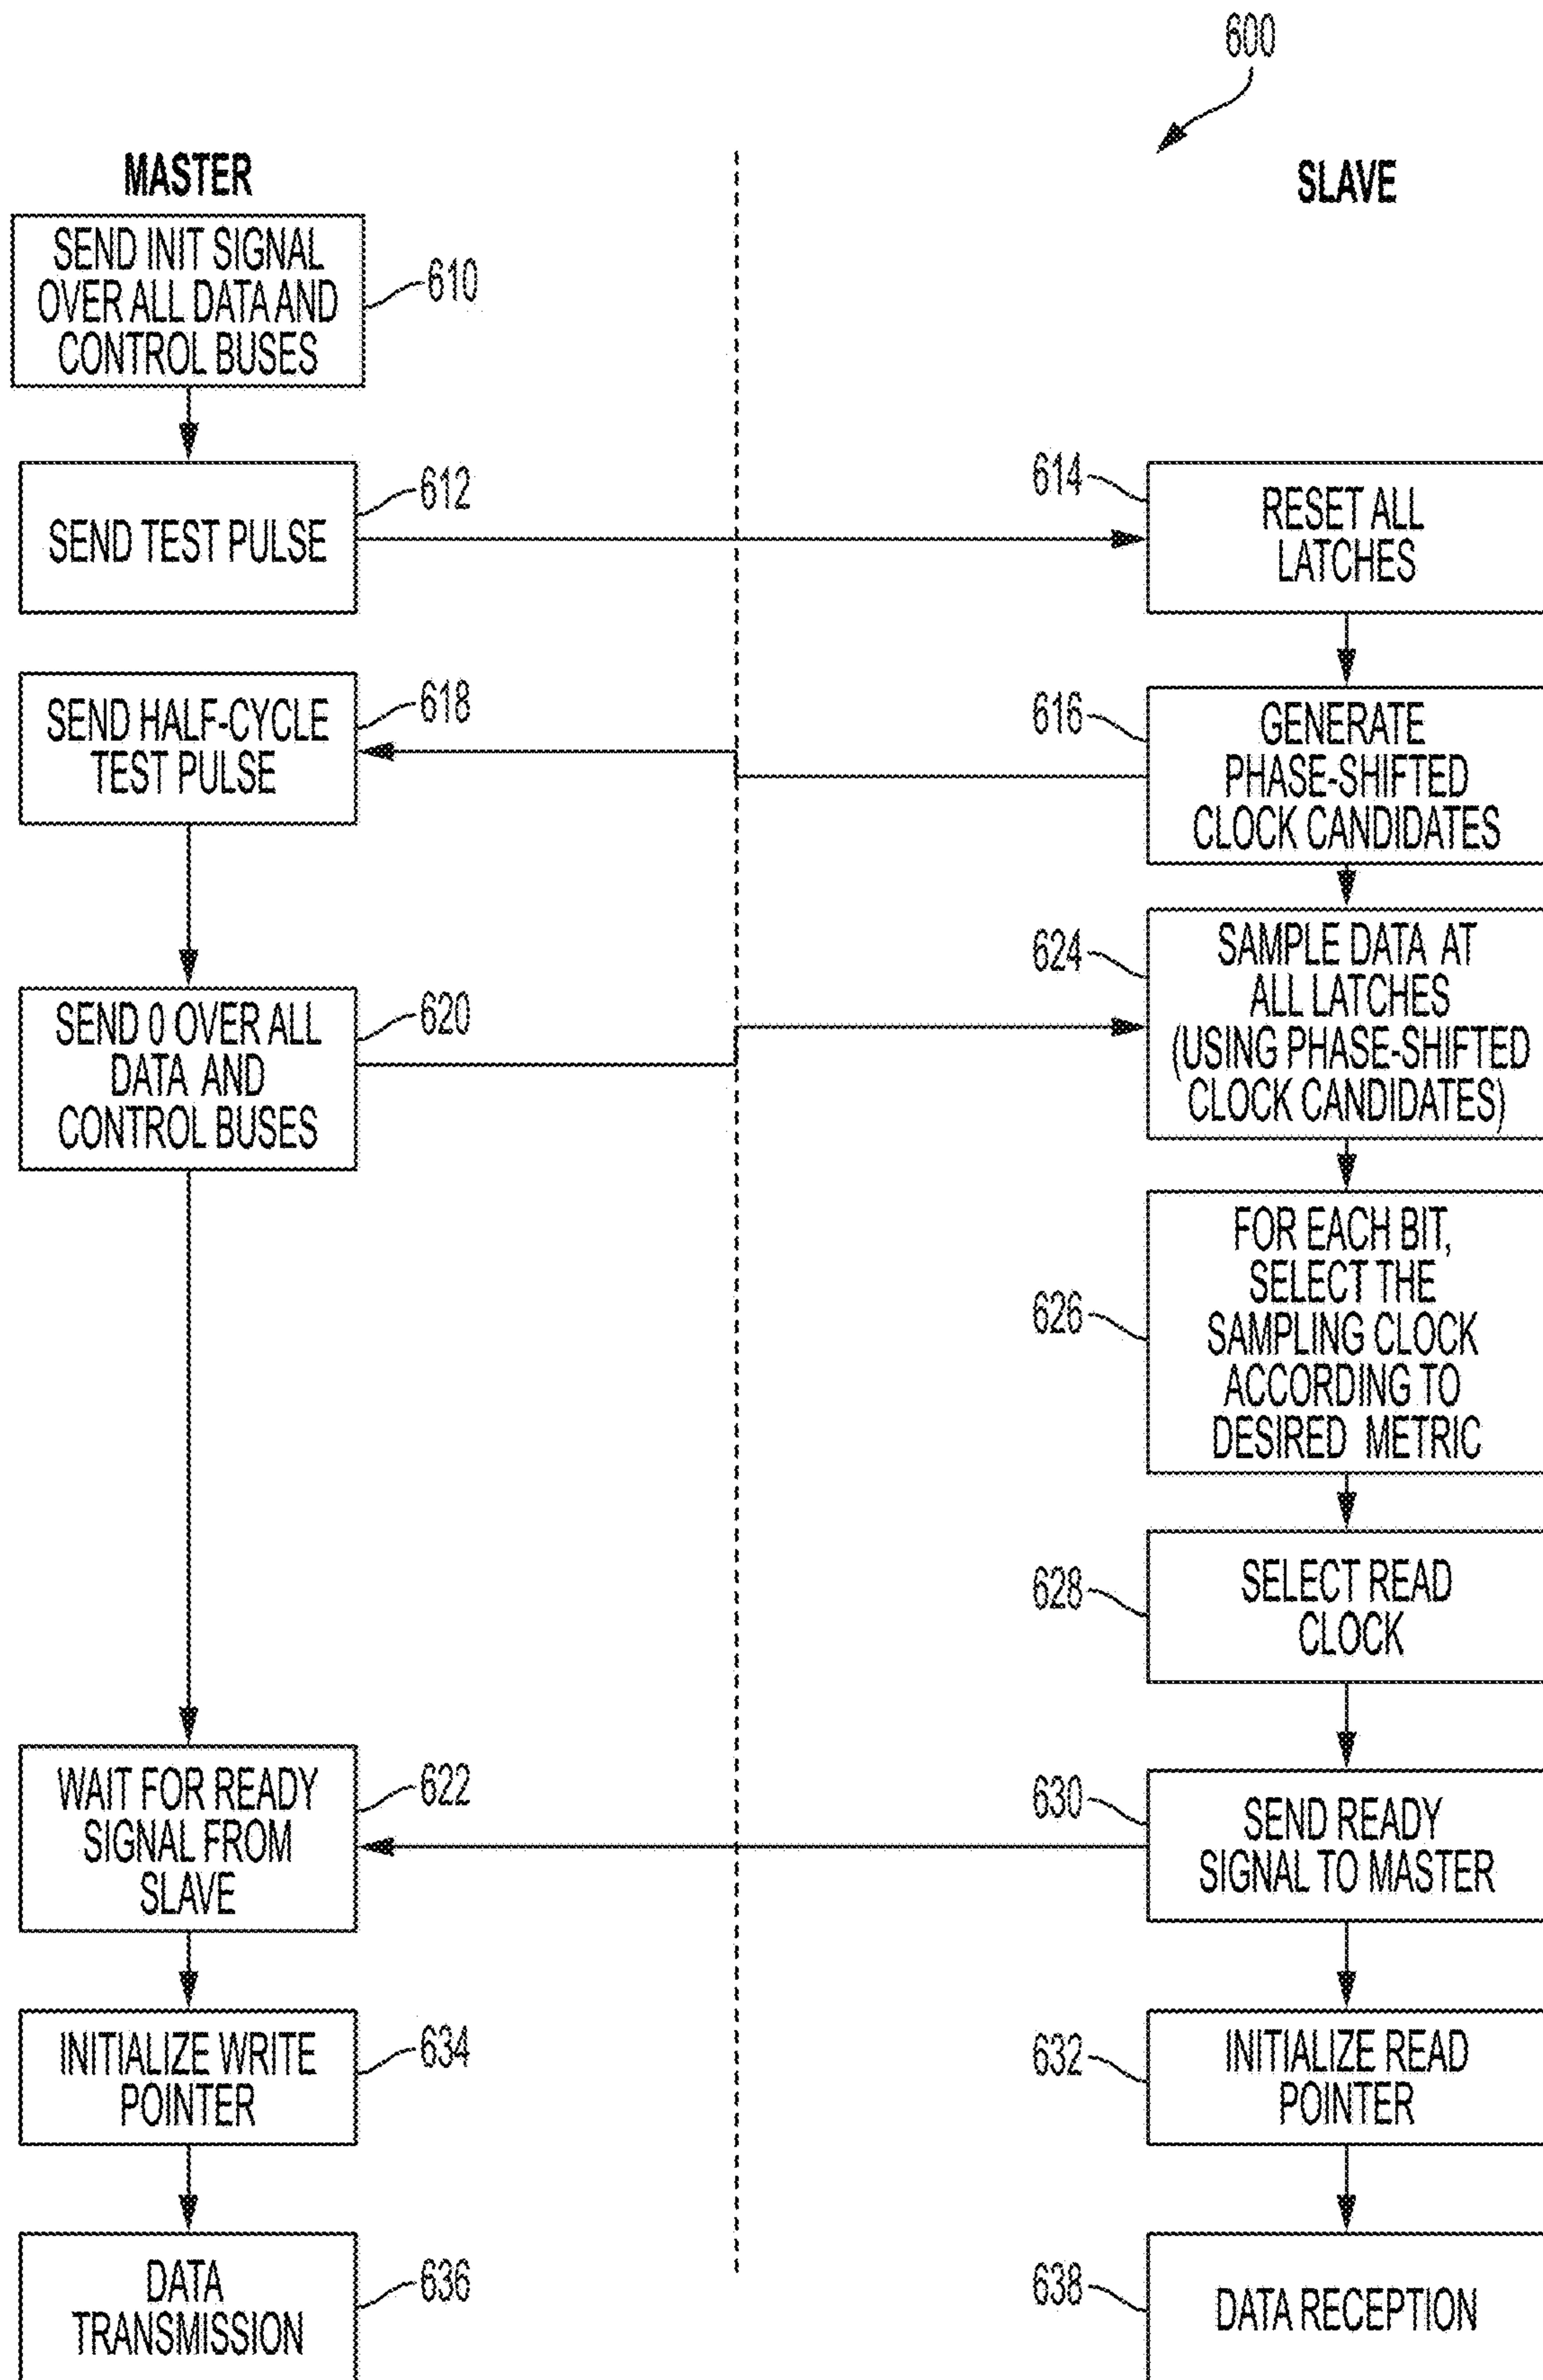 600
MASTER
SLAVE
SEND INIT SIGNAL
OVER ALL DATA AND
CONTROL BUSES
610
SEND TEST PULSE
612
614
RESET ALL
LATCHES
SEND HALF-CYCLE
TEST PULSE
618
616
GENERATE
PHASE-SHIFTED
CLOCK CANDIDATES
SEND 0 OVER ALL
DATA AND
CONTROL BUSES
620
624
SAMPLE DATA AT
ALL LATCHES
(USING PHASE-SHIFTED
CLOCK CANDIDATES)
626
FOR EACH BIT,
SELECT THE
SAMPLING CLOCK
ACCORDING TO
DESIRED METRIC
628
SELECT READ
CLOCK
WAIT FOR READY
SIGNAL FROM
SLAVE
622
630
SEND READY
SIGNAL TO MASTER
INITIALIZE WRITE
POINTER
634
632
INITIALIZE READ
POINTER
DATA
TRANSMISSION
636
638
DATA RECEPTION